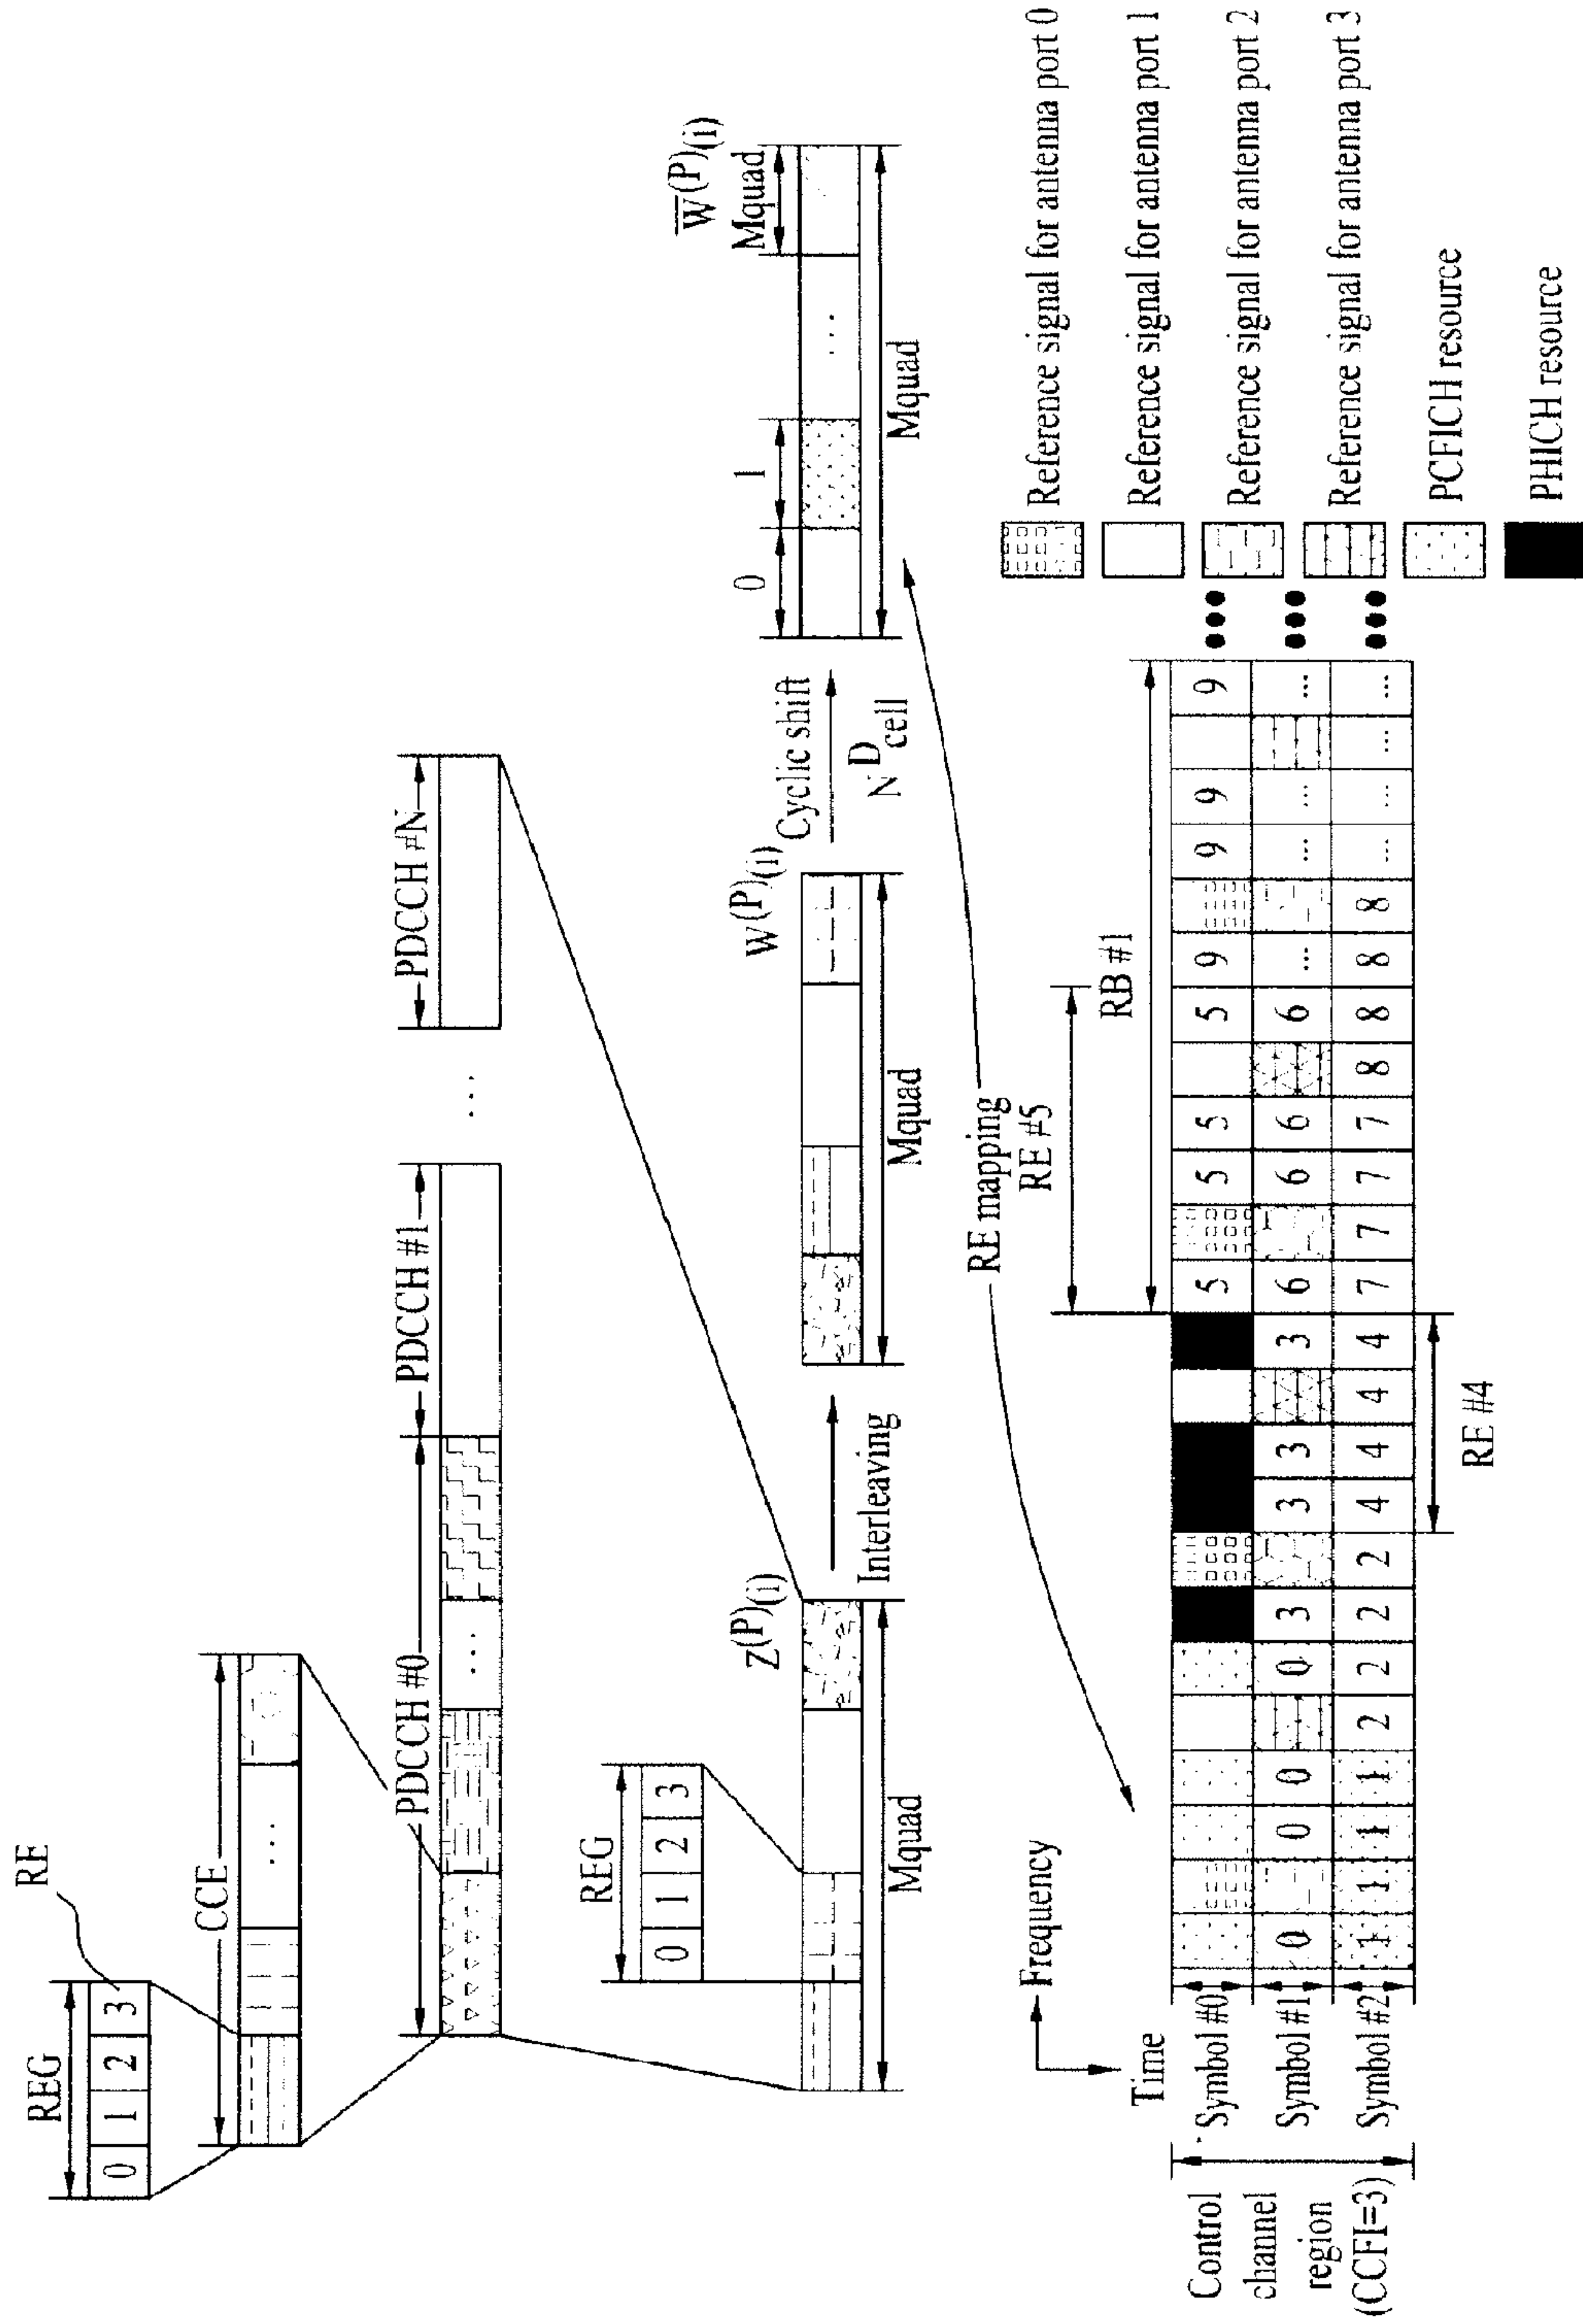 REG
RE
0 1 2 3
CCE
...
PDCCH #0
PDCCH #1
PDCCH #N
...
...
REG
0 1 2 3
Z(P)(i)
W(P)(i)
W̅(P)(i)
0
1
Mquad
...
Interleaving
Cyclic shift
N D cell
Mquad
Mquad
Mquad
RE mapping
RE #5
RB #1
Frequency
Time
Control channel region (CCFI=3)
Symbol #0
5 5 5 5 9 9 9 9
Symbol #1
0 0 0 0 3 3 3 3 6 6 6 6 ... ... ... ...
Symbol #2
1 1 1 1 2 2 2 2 4 4 4 4 7 7 7 7 8 8 8 8 ... ... ... ...
RE #4
Reference signal for antenna port 0
Reference signal for antenna port 1
Reference signal for antenna port 2
Reference signal for antenna port 3
PCFICH resource
PHICH resource